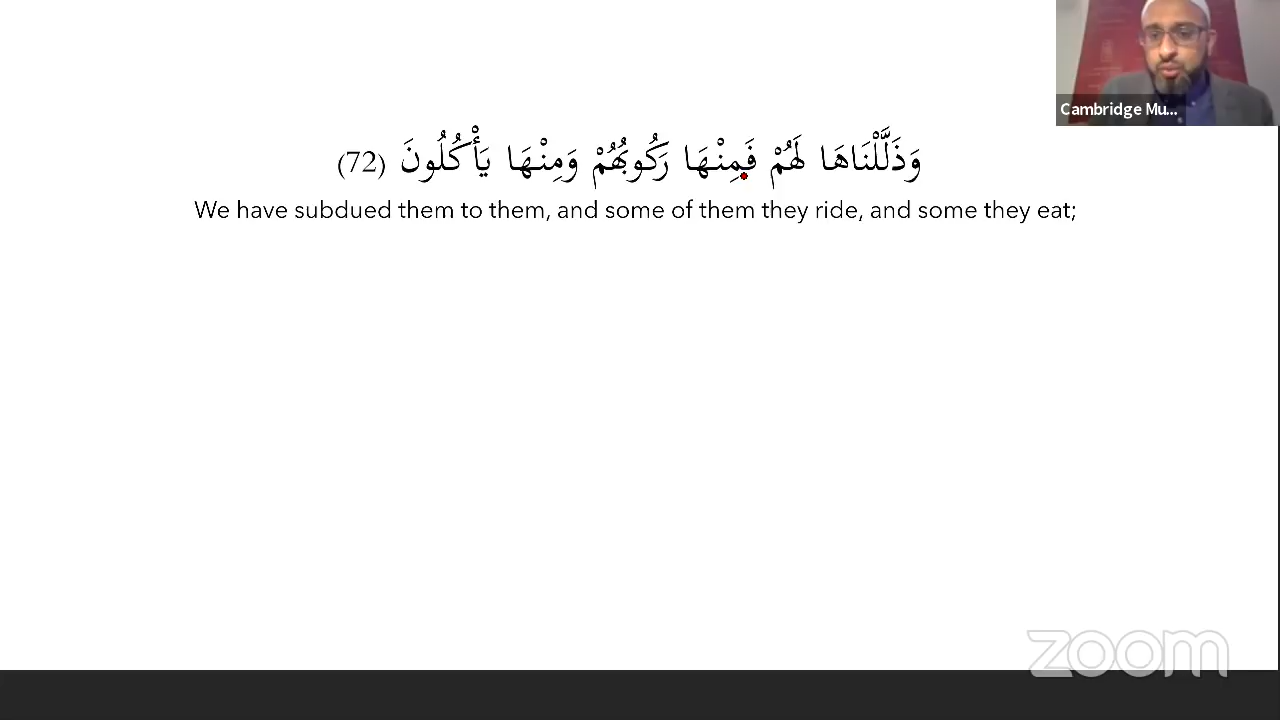 Cambridge Mu...
وَذَلَّلْنَاهَا لَهُمْ فَمِنْهَا رَكُوبُهُمْ وَمِنْهَا يَأْكُلُونَ (72)
We have subdued them to them, and some of them they ride, and some they eat;
zoom